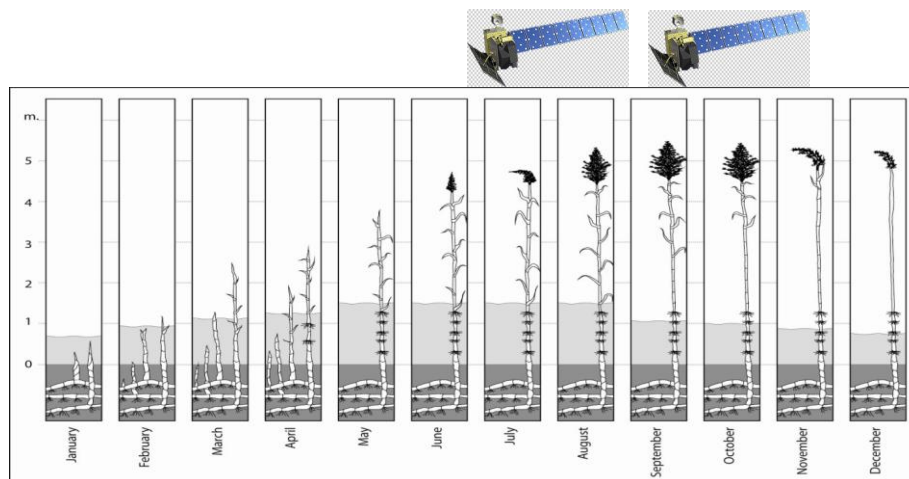 m.
5
4
3
2
1
0
January
February
March
April
May
June
July
August
September
October
November
December